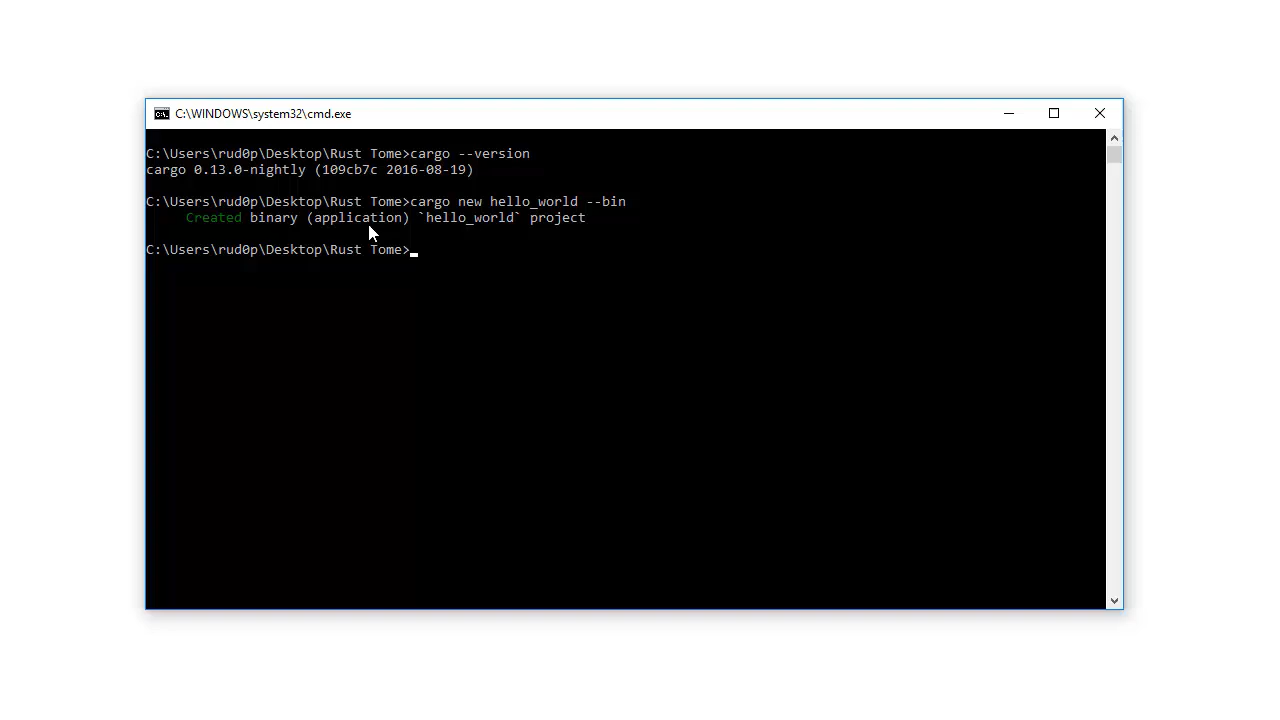 C:\WINDOWS\system32\cmd.exe
C:\Users\rud0p\Desktop\Rust Tome>cargo --version
cargo 0.13.0-nightly (109cb7c 2016-08-19)
C:\Users\rud0p\Desktop\Rust Tome>cargo new hello_world --bin
Created binary (application) `hello_world` project
C:\Users\rud0p\Desktop\Rust Tome>